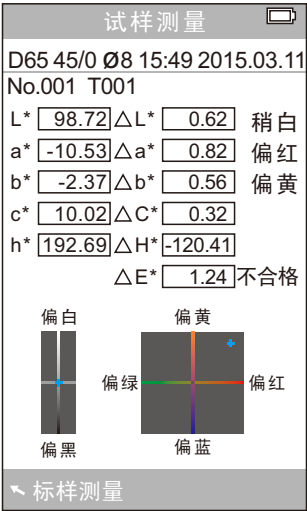 试样测量
D65 45/0 Ø8 15:49 2015.03.11
No.001 T001
L* 98.72 △L* 0.62 稍白
a* -10.53 △a* 0.82 偏红
b* -2.37 △b* 0.56 偏黄
c* 10.02 △C* 0.32
h* 192.69 △H* -120.41
△E* 1.24 不合格
偏白 偏黄
偏绿 偏红
偏黑 偏蓝
标样测量